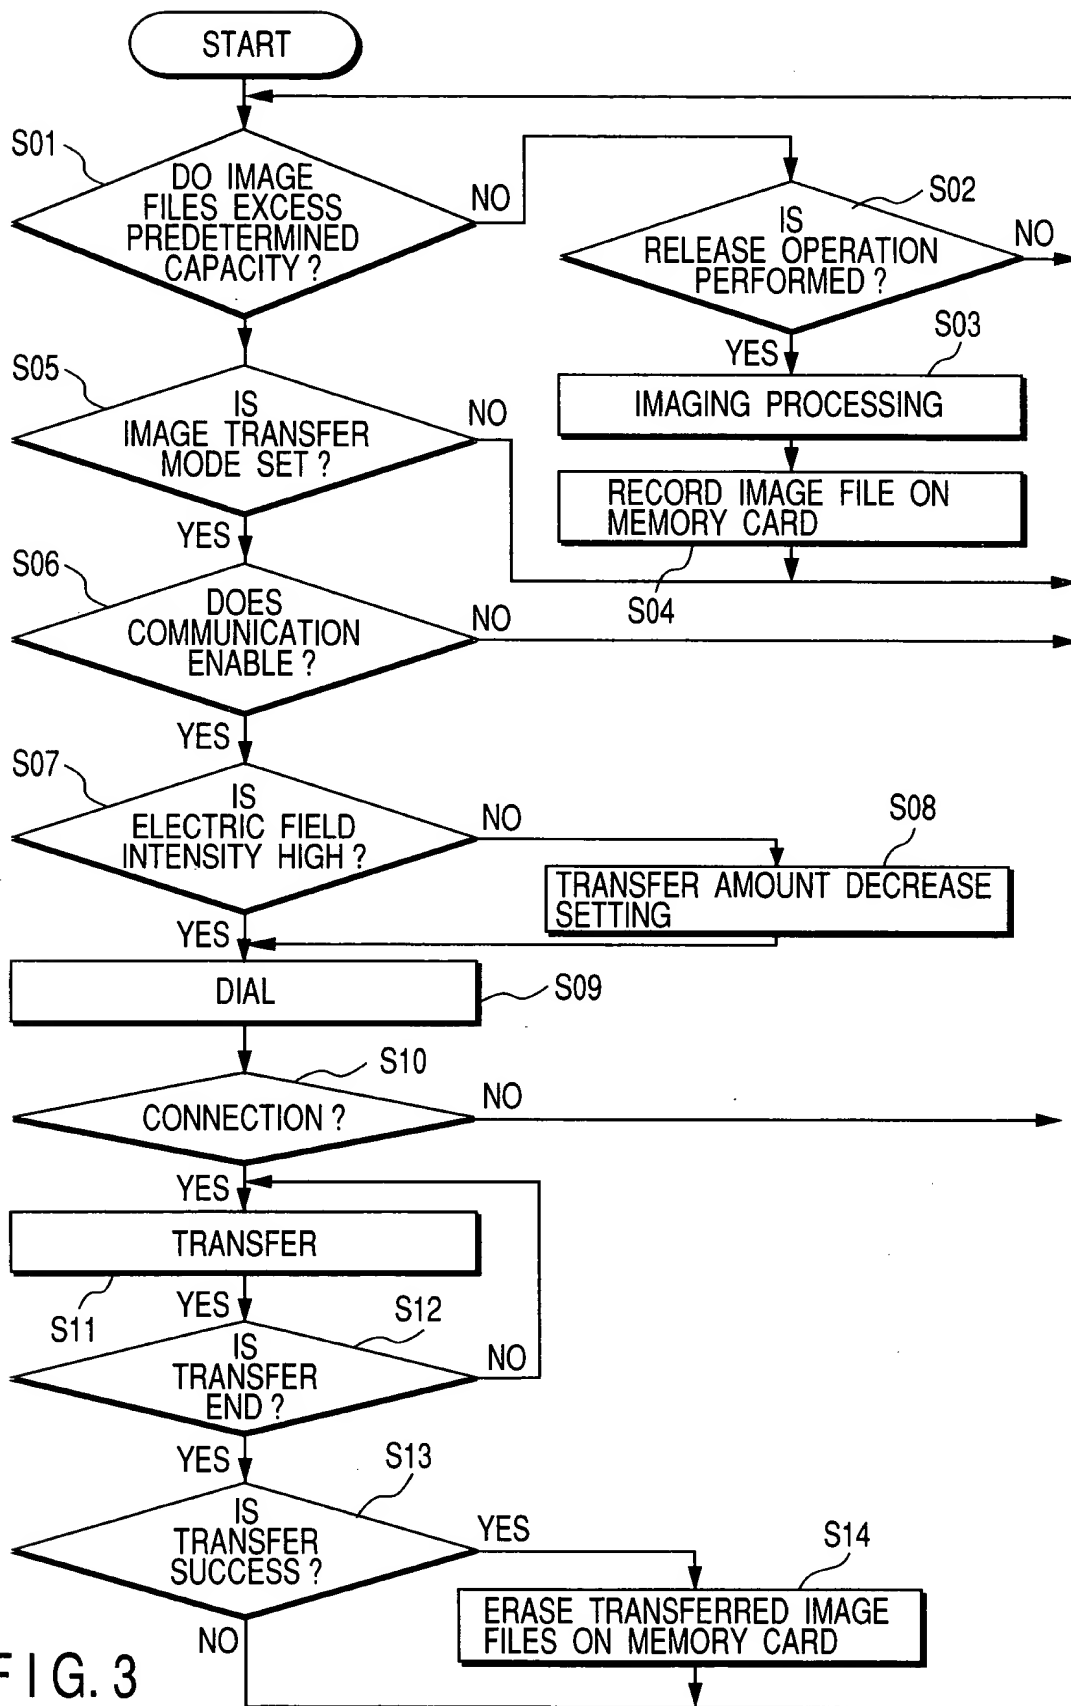 START
S01
DO IMAGE
FILES EXCESS
PREDETERMINED
CAPACITY ?
NO
S02
IS
RELEASE OPERATION
PERFORMED ?
NO
YES
S03
IMAGING PROCESSING
RECORD IMAGE FILE ON
MEMORY CARD
S04
S05
IS
IMAGE TRANSFER
MODE SET ?
NO
YES
S06
DOES
COMMUNICATION
ENABLE ?
NO
YES
S07
IS
ELECTRIC FIELD
INTENSITY HIGH ?
NO
S08
TRANSFER AMOUNT DECREASE
SETTING
YES
DIAL
S09
S10
CONNECTION ?
NO
YES
TRANSFER
S11
YES
S12
IS
TRANSFER
END ?
NO
YES
S13
IS
TRANSFER
SUCCESS ?
YES
S14
ERASE TRANSFERRED IMAGE
FILES ON MEMORY CARD
NO
FIG. 3